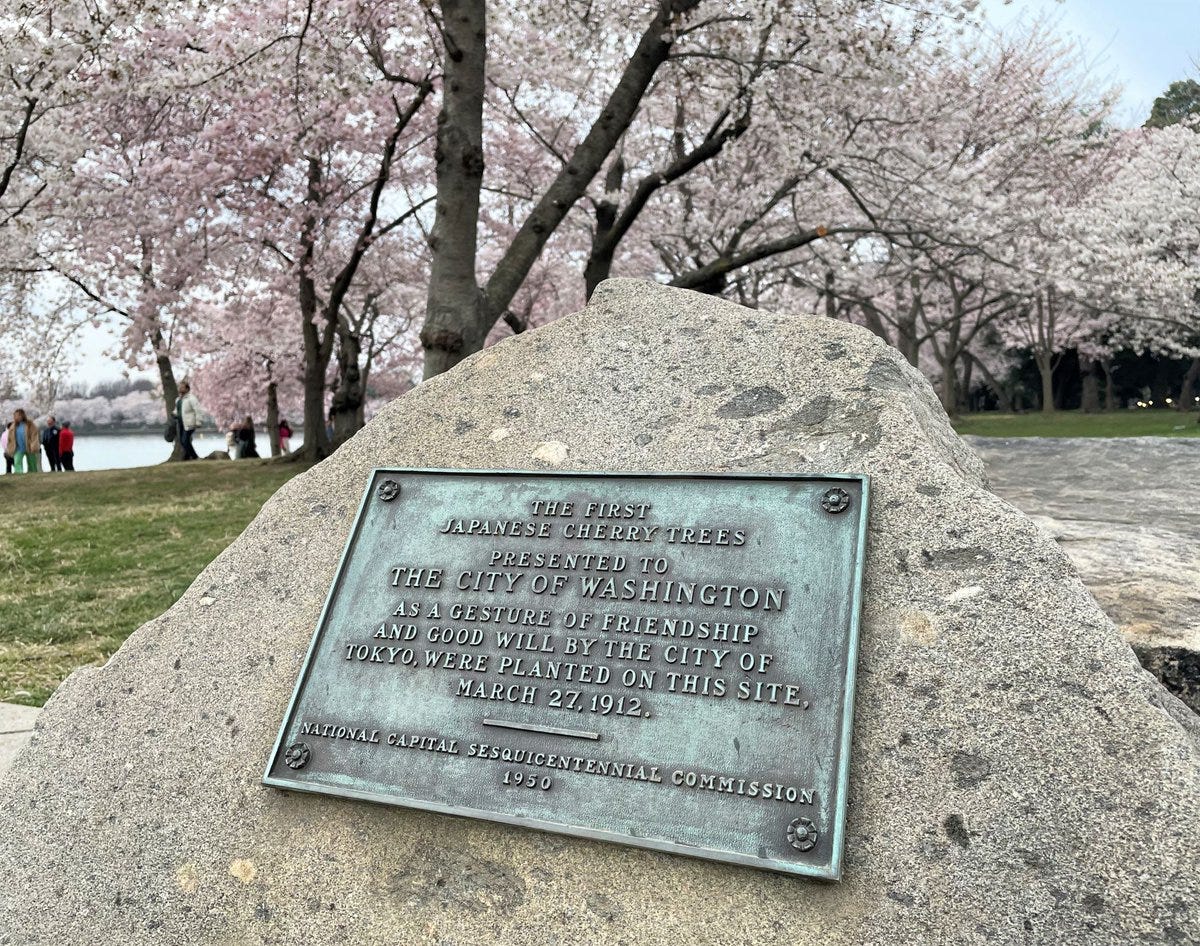 THE FIRST
JAPANESE CHERRY TREES
PRESENTED TO
THE CITY OF WASHINGTON
AS A GESTURE OF FRIENDSHIP
AND GOOD WILL BY THE CITY OF
TOKYO, WERE PLANTED ON THIS SITE,
MARCH 27, 1912.
NATIONAL CAPITAL SESQUICENTENNIAL COMMISSION
1950